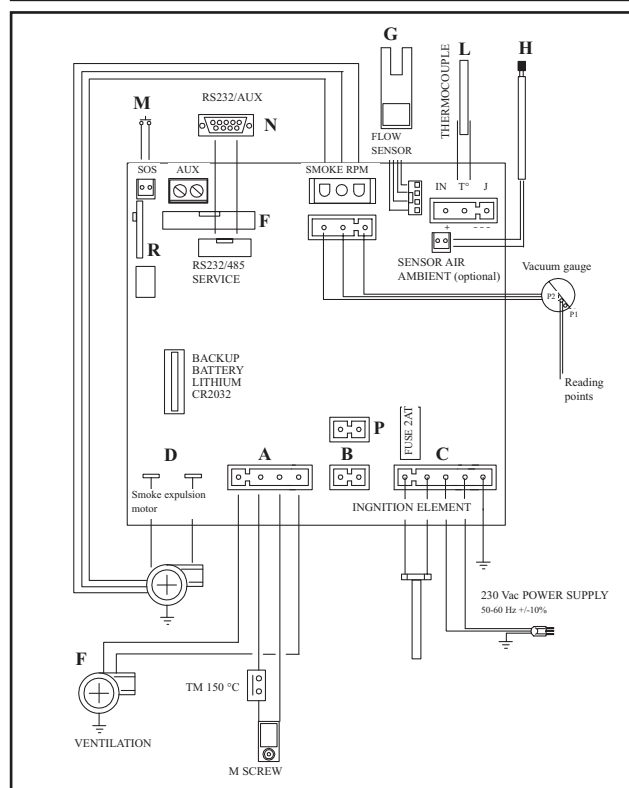 G
L
H
M
RS232/AUX
N
THERMOCOUPLE
FLOW
SENSOR
SOS
AUX
SMOKE RPM
IN T° J
F
+ - - -
R
RS232/485
SERVICE
SENSOR AIR
AMBIENT (optional)
Vacuum gauge
P2
P1
Reading
points
BACKUP
BATTERY
LITHIUM
CR2032
FUSE 2AT
P
D
A
B
C
Smoke expulsion
motor
INGNITION ELEMENT
230 Vac POWER SUPPLY
50-60 Hz +/-10%
F
TM 150 °C
VENTILATION
M SCREW